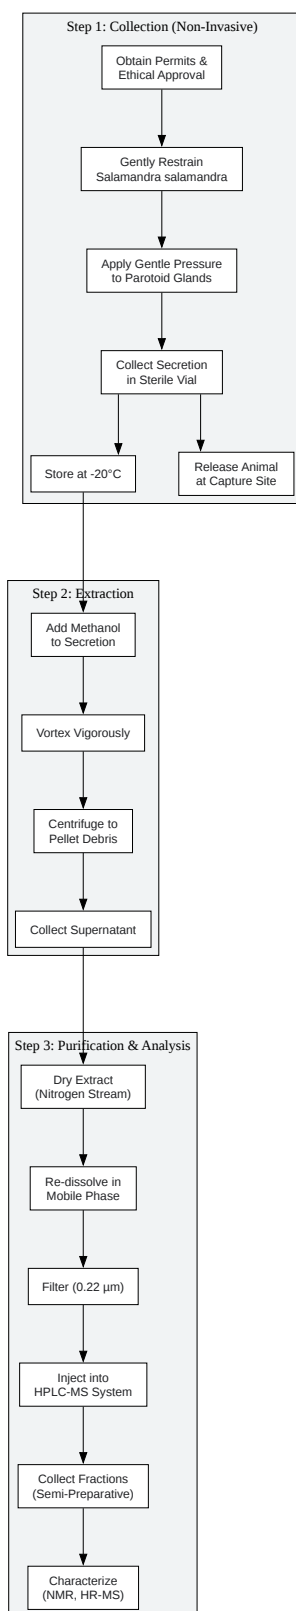 Step 1: Collection (Non-Invasive)
Obtain Permits &
Ethical Approval
Gently Restrain
Salamandra salamandra
Apply Gentle Pressure
to Parotoid Glands
Collect Secretion
in Sterile Vial
Store at -20°C
Release Animal
at Capture Site
Step 2: Extraction
Add Methanol
to Secretion
Vortex Vigorously
Centrifuge to
Pellet Debris
Collect Supernatant
Step 3: Purification & Analysis
Dry Extract
(Nitrogen Stream)
Re-dissolve in
Mobile Phase
Filter (0.22 µm)
Inject into
HPLC-MS System
Collect Fractions
(Semi-Preparative)
Characterize
(NMR, HR-MS)